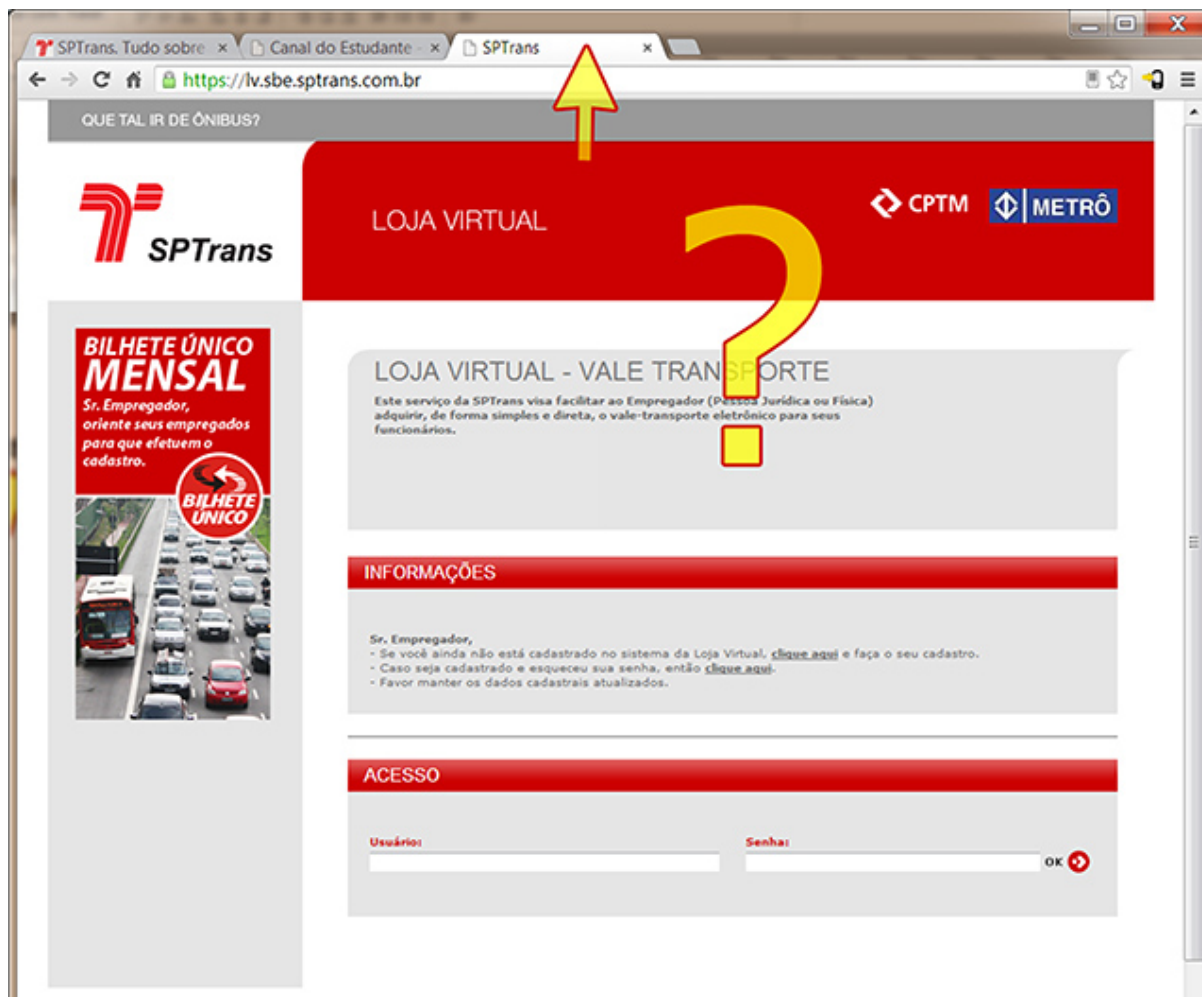 SPTrans. Tudo sobre
Canal do Estudante -
SPTrans
https://lv.sbe.sptrans.com.br
QUE TAL IR DE ÔNIBUS?
SPTrans
LOJA VIRTUAL
CPTM
METRÔ
?
BILHETE ÚNICO
MENSAL
Sr. Empregador,
oriente seus empregados
para que efetuem o
cadastro.
BILHETE
ÚNICO
LOJA VIRTUAL - VALE TRANSPORTE
Este serviço da SPTrans visa facilitar ao Empregador (Pessoa Jurídica ou Física)
adquirir, de forma simples e direta, o vale-transporte eletrônico para seus
funcionários.
INFORMAÇÕES
Sr. Empregador,
- Se você ainda não está cadastrado no sistema da Loja Virtual, clique aqui e faça o seu cadastro.
- Caso seja cadastrado e esqueceu sua senha, então clique aqui.
- Favor manter os dados cadastrais atualizados.
ACESSO
Usuário:
Senha:
OK